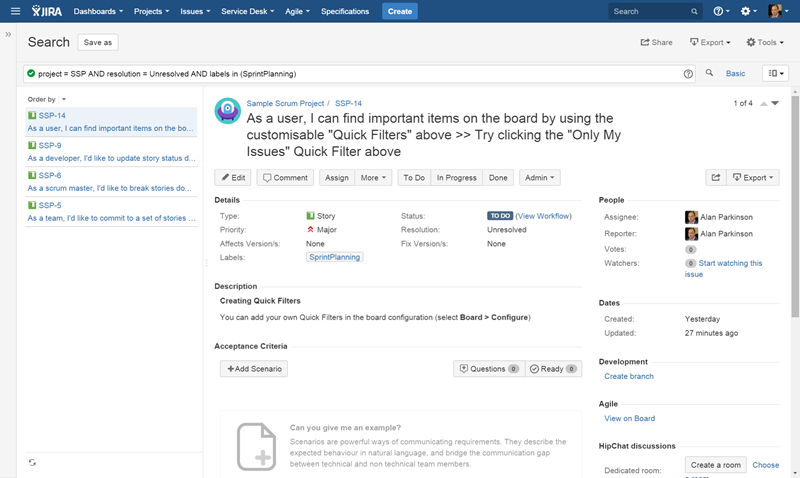 JIRA Dashboards Projects Issues Service Desk Agile Specifications Create Search
Search Save as Share Export Tools
project = SSP AND resolution = Unresolved AND labels in (SprintPlanning) Basic
Order by
SSP-14
As a user, I can find important items on the bo...
SSP-9
As a developer, I'd like to update story status d...
SSP-6
As a scrum master, I'd like to break stories do...
SSP-5
As a team, I'd like to commit to a set of stories ...
Sample Scrum Project / SSP-14
1 of 4
As a user, I can find important items on the board by using the
customisable "Quick Filters" above >> Try clicking the "Only My
Issues" Quick Filter above
Edit Comment Assign More To Do In Progress Done Admin Export
Details
Type: Story Status: TO DO (View Workflow)
Priority: Major Resolution: Unresolved
Affects Version/s: None Fix Version/s: None
Labels: SprintPlanning
Description
Creating Quick Filters
You can add your own Quick Filters in the board configuration (select Board > Configure)
Acceptance Criteria
+Add Scenario Questions 0 Ready 0
Can you give me an example?
Scenarios are powerful ways of communicating requirements. They describe the
expected behaviour in natural language, and bridge the communication gap
between technical and non technical team members.
People
Assignee: Alan Parkinson
Reporter: Alan Parkinson
Votes: 0
Watchers: 0 Start watching this
issue
Dates
Created: Yesterday
Updated: 27 minutes ago
Development
Create branch
Agile
View on Board
HipChat discussions
Dedicated room: Create a room Choose